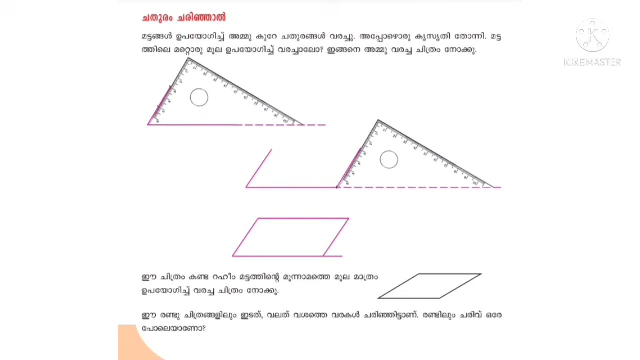 ചതുരം ചരിഞ്ഞാൽ
മട്ടങ്ങൾ ഉപയോഗിച്ച് അമ്മു കുറേ ചതുരങ്ങൾ വരച്ചു. അപ്പോഴൊരു കുസൃതി തോന്നി. മട്ട
ത്തിലെ മറ്റൊരു മൂല ഉപയോഗിച്ച് വരച്ചാലോ? ഇങ്ങനെ അമ്മു വരച്ച ചിത്രം നോക്കൂ.
KINEMASTER
ഈ ചിത്രം കണ്ട റഹീം മട്ടത്തിന്റെ മൂന്നാമത്തെ മൂല മാത്രം
ഉപയോഗിച്ച് വരച്ച ചിത്രം നോക്കൂ.
ഈ രണ്ടു ചിത്രങ്ങളിലും ഇടത്, വലത് വശത്തെ വരകൾ ചരിഞ്ഞിട്ടാണ്. രണ്ടിലും ചരിവ് ഒരേ
പോലെയാണോ?